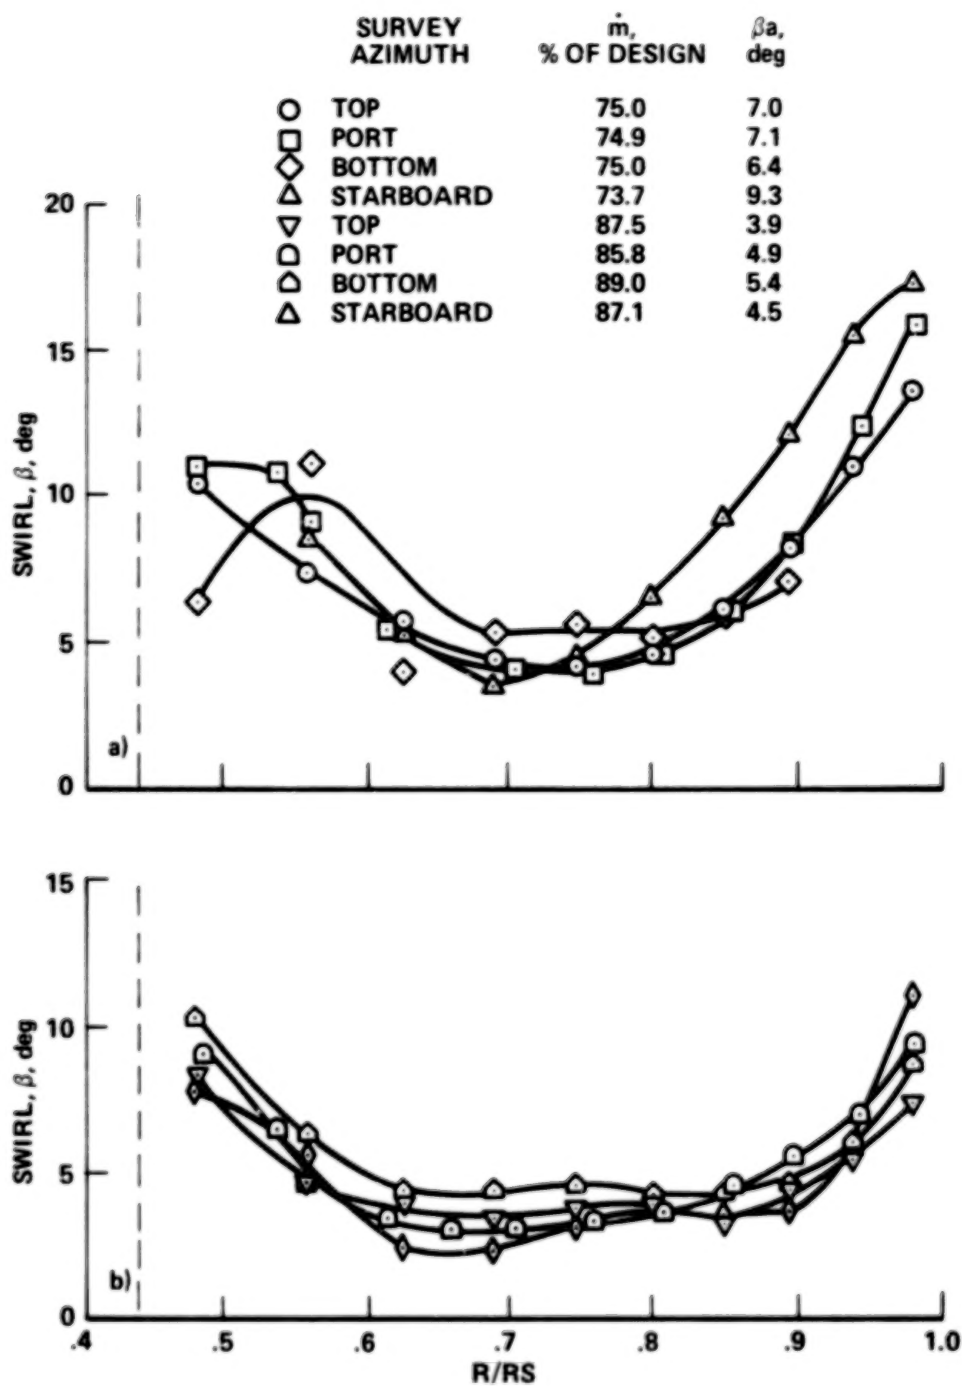 SURVEY AZIMUTH ṁ, % OF DESIGN βa, deg
TOP 75.0 7.0
PORT 74.9 7.1
BOTTOM 75.0 6.4
STARBOARD 73.7 9.3
TOP 87.5 3.9
PORT 85.8 4.9
BOTTOM 89.0 5.4
STARBOARD 87.1 4.5
SWIRL, β, deg
20
15
10
5
0
a)
SWIRL, β, deg
15
10
5
0
b)
.4 .5 .6 .7 .8 .9 1.0
R/RS